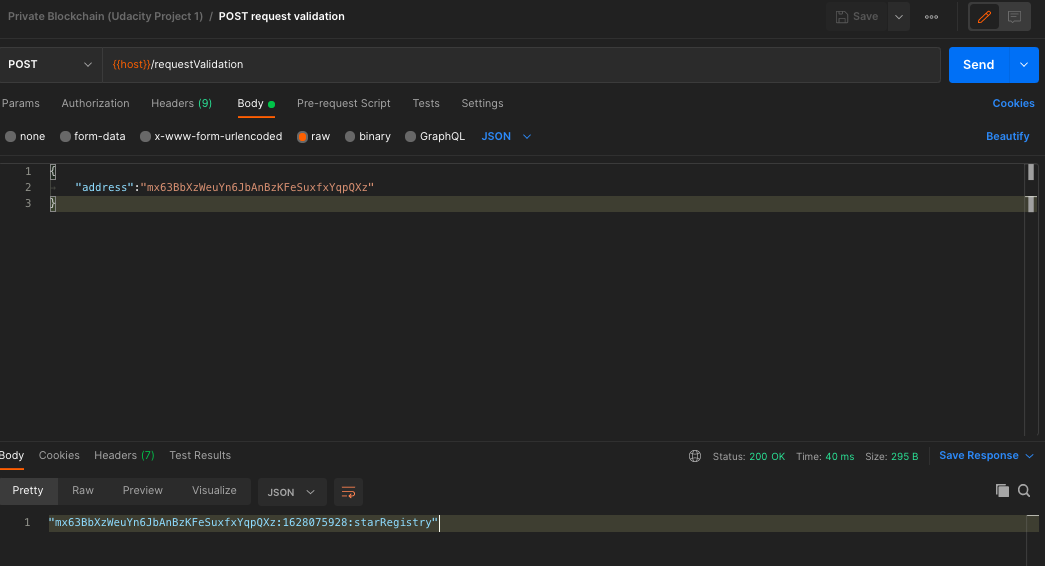 Private Blockchain (Udacity Project 1) / POST request validation
Save
POST
{{host}}/requestValidation
Send
Params Authorization Headers (9) Body Pre-request Script Tests Settings Cookies
none form-data x-www-form-urlencoded raw binary GraphQL JSON Beautify
1 {
2 "address":"mx63BbXzWeuYn6JbAnBzKFeSuxfxYqpQXz"
3 }
Body Cookies Headers (7) Test Results Status: 200 OK Time: 40 ms Size: 295 B Save Response
Pretty Raw Preview Visualize JSON
1 "mx63BbXzWeuYn6JbAnBzKFeSuxfxYqpQXz:1628075928:starRegistry"